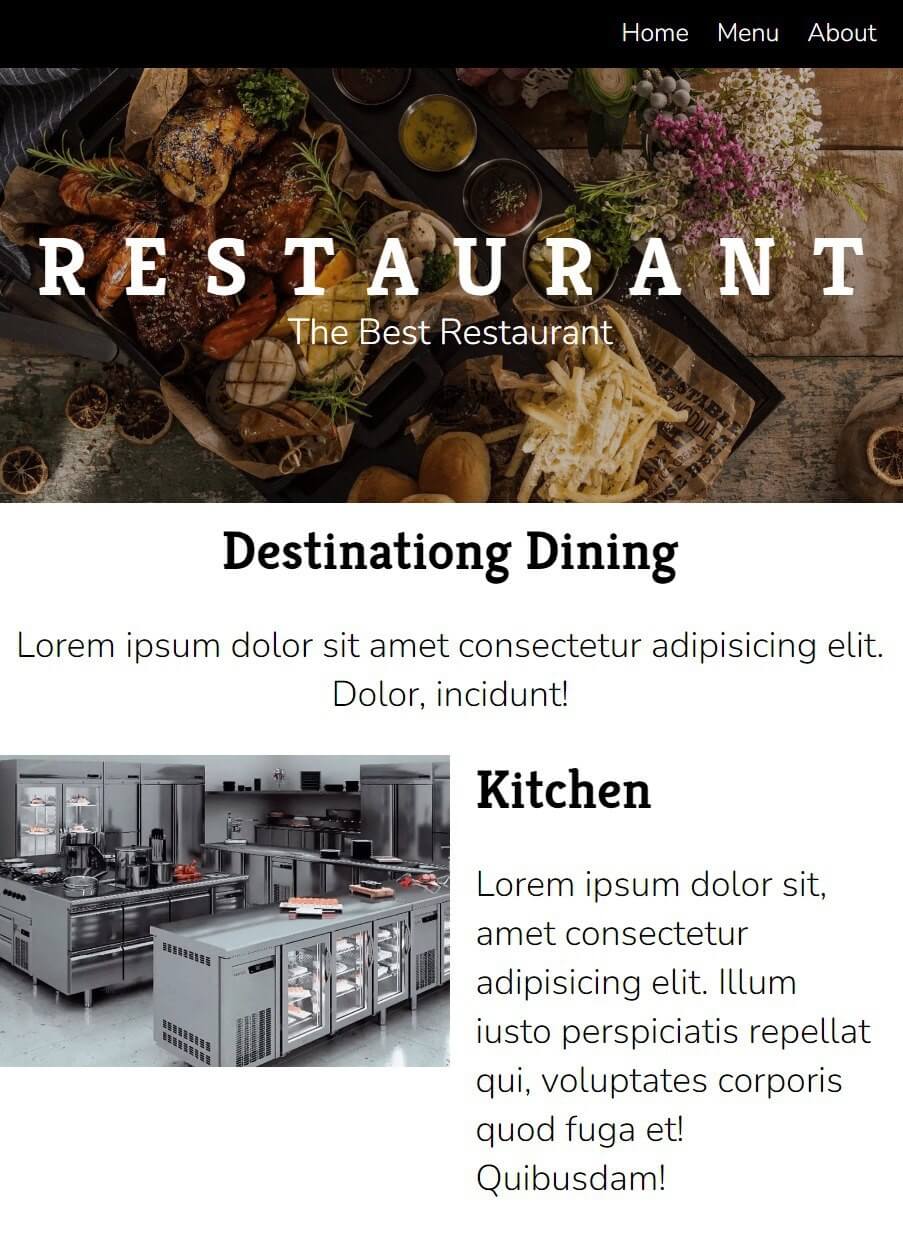 Home Menu About
RESTAURANT
The Best Restaurant
Destinationg Dining
Lorem ipsum dolor sit amet consectetur adipisicing elit.
Dolor, incidunt!
Kitchen
Lorem ipsum dolor sit,
amet consectetur
adipisicing elit. Illum
iusto perspiciatis repellat
qui, voluptates corporis
quod fuga et!
Quibusdam!